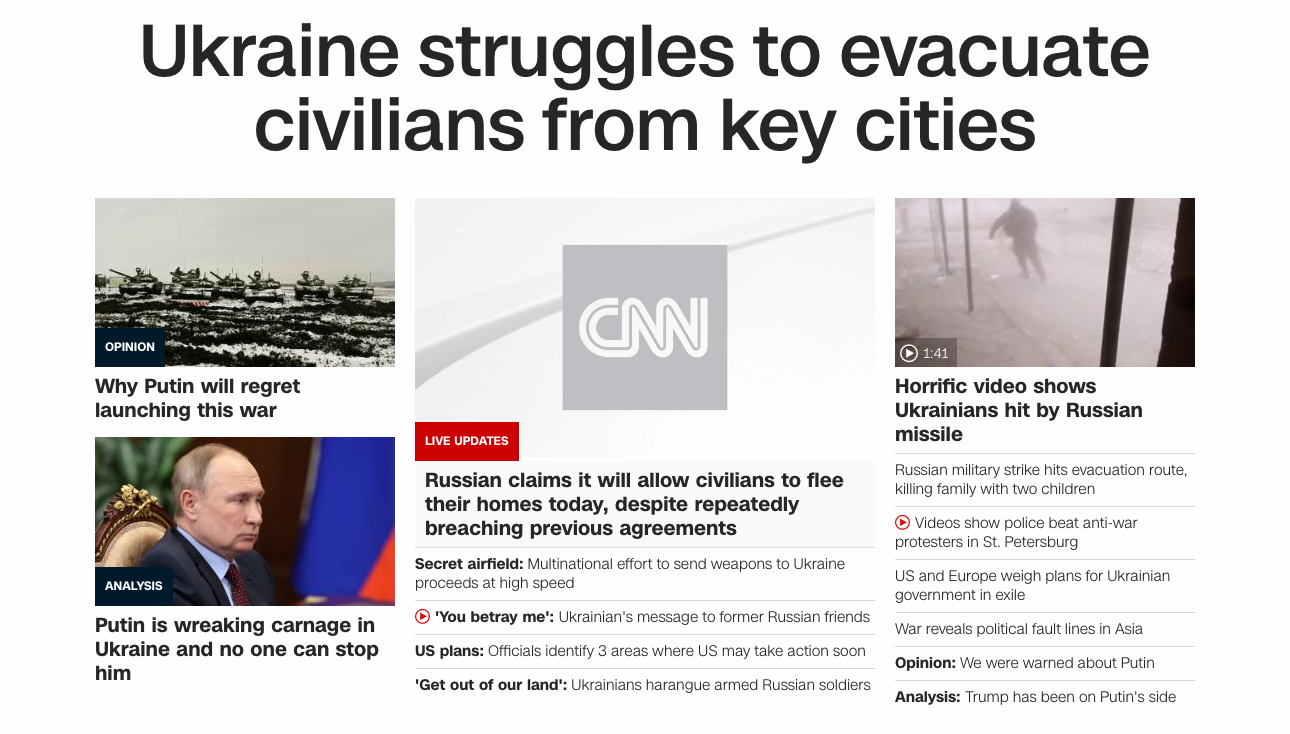 Ukraine struggles to evacuate
civilians from key cities
OPINION
Why Putin will regret
launching this war
ANALYSIS
Putin is wreaking carnage in
Ukraine and no one can stop
him
CNN
LIVE UPDATES
Russian claims it will allow civilians to flee
their homes today, despite repeatedly
breaching previous agreements
Secret airfield: Multinational effort to send weapons to Ukraine
proceeds at high speed
'You betray me': Ukrainian's message to former Russian friends
US plans: Officials identify 3 areas where US may take action soon
'Get out of our land': Ukrainians harangue armed Russian soldiers
1:41
Horrific video shows
Ukrainians hit by Russian
missile
Russian military strike hits evacuation route,
killing family with two children
Videos show police beat anti-war
protesters in St. Petersburg
US and Europe weigh plans for Ukrainian
government in exile
War reveals political fault lines in Asia
Opinion: We were warned about Putin
Analysis: Trump has been on Putin's side